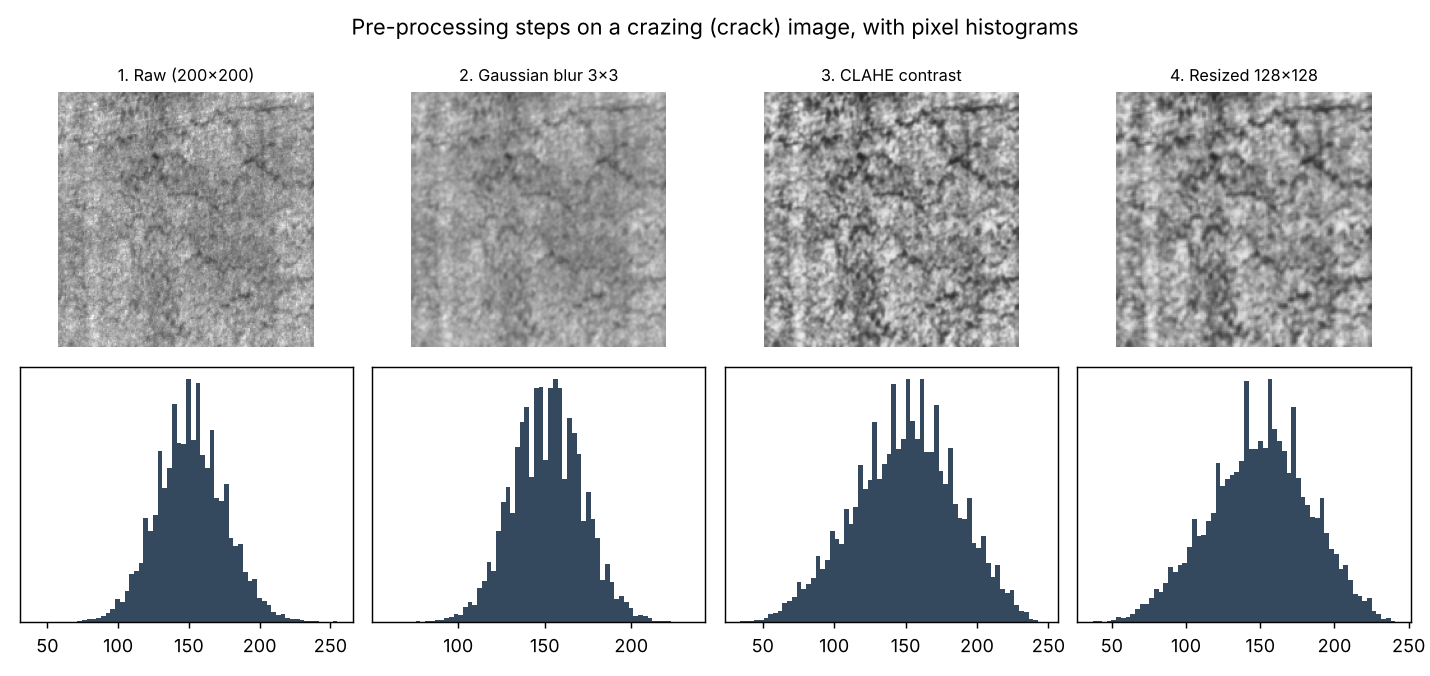 Pre-processing steps on a crazing (crack) image, with pixel histograms
1. Raw (200×200)
2. Gaussian blur 3×3
3. CLAHE contrast
4. Resized 128×128
50 100 150 200 250
100 150 200
50 100 150 200 250
50 100 150 200 250